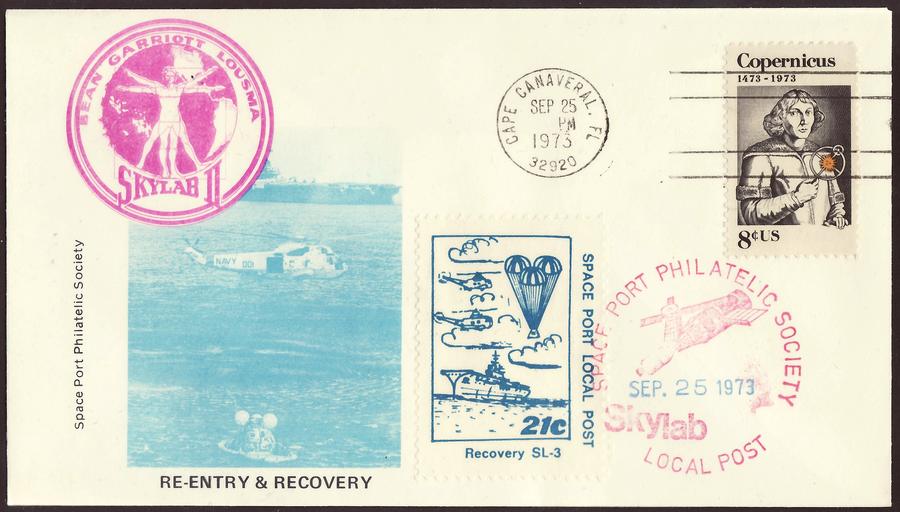 BEAN GARRIOTT LOUSMA
SKYLAB II
Space Port Philatelic Society
NAVY 001
RE-ENTRY & RECOVERY
CAPE CANAVERAL, FL
SEP 25
PM
1973
32920
Copernicus
1473-1973
8¢US
SPACE PORT LOCAL POST
21c
Recovery SL-3
SPACE PORT PHILATELIC SOCIETY
SEP. 25 1973
Skylab
LOCAL POST